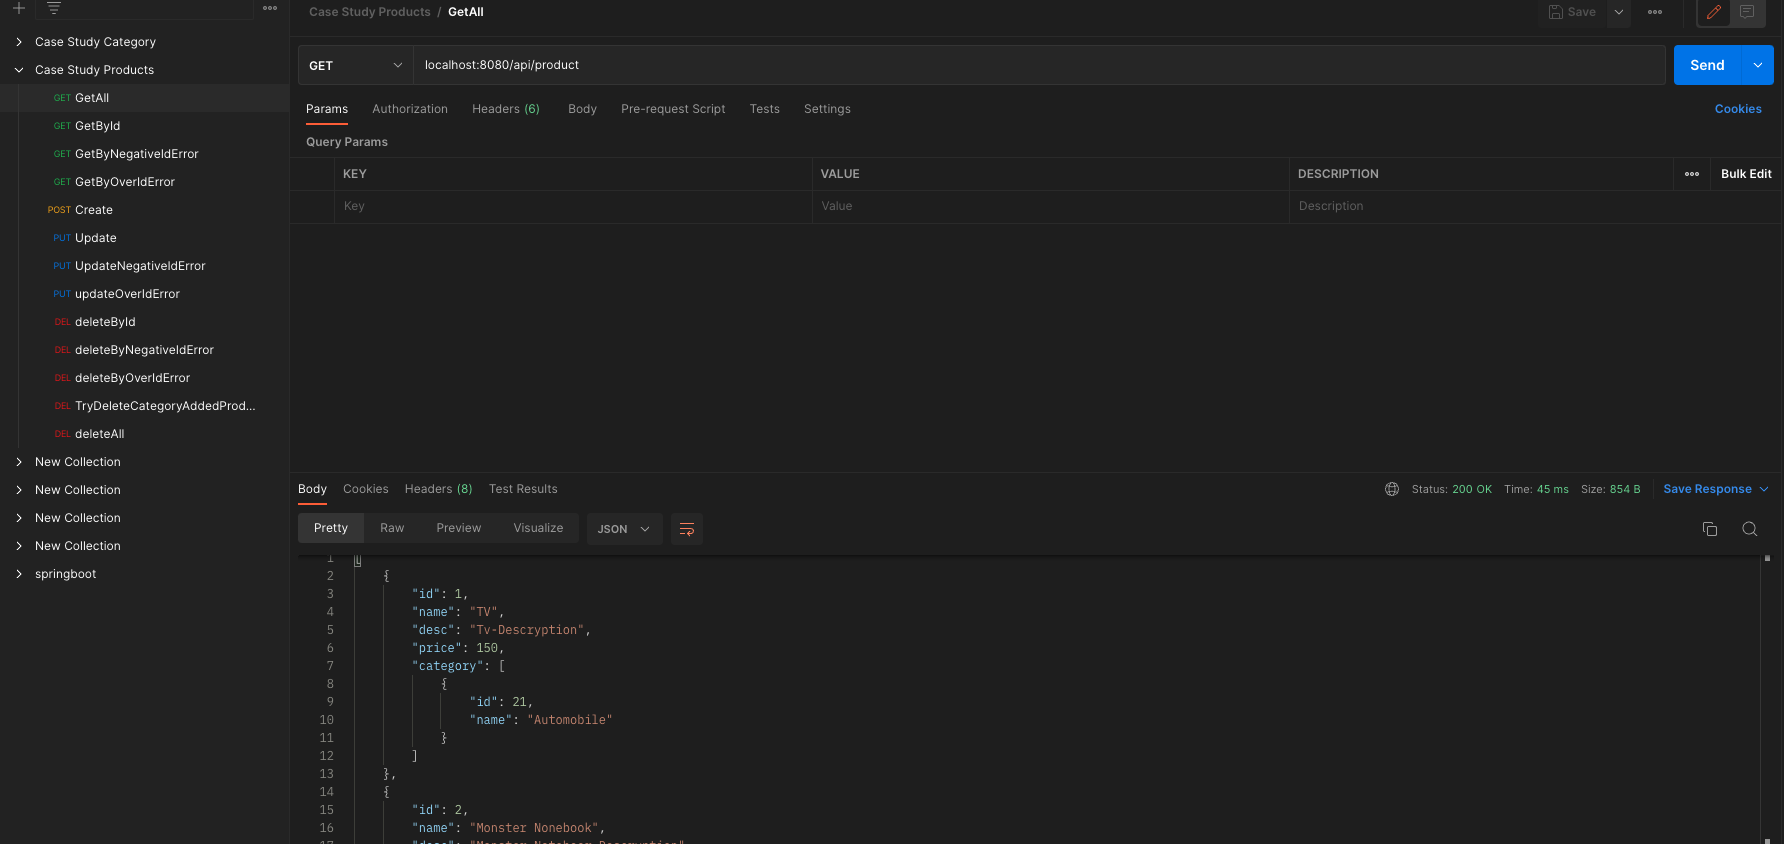 Case Study Products / GetAll
Save
Case Study Category
Case Study Products
GET GetAll
GET GetById
GET GetByNegativeIdError
GET GetByOverIdError
POST Create
PUT Update
PUT UpdateNegativeIdError
PUT updateOverIdError
DEL deleteById
DEL deleteByNegativeIdError
DEL deleteByOverIdError
DEL TryDeleteCategoryAddedProd...
DEL deleteAll
New Collection
New Collection
New Collection
New Collection
springboot
GET localhost:8080/api/product Send
Params Authorization Headers (6) Body Pre-request Script Tests Settings Cookies
Query Params
KEY VALUE DESCRIPTION Bulk Edit
Key Value Description
Body Cookies Headers (8) Test Results Status: 200 OK Time: 45 ms Size: 854 B Save Response
Pretty Raw Preview Visualize JSON
1 [
2 {
3 "id": 1,
4 "name": "TV",
5 "desc": "Tv-Descryption",
6 "price": 150,
7 "category": [
8 {
9 "id": 21,
10 "name": "Automobile"
11 }
12 ]
13 },
14 {
15 "id": 2,
16 "name": "Monster Nonebook",